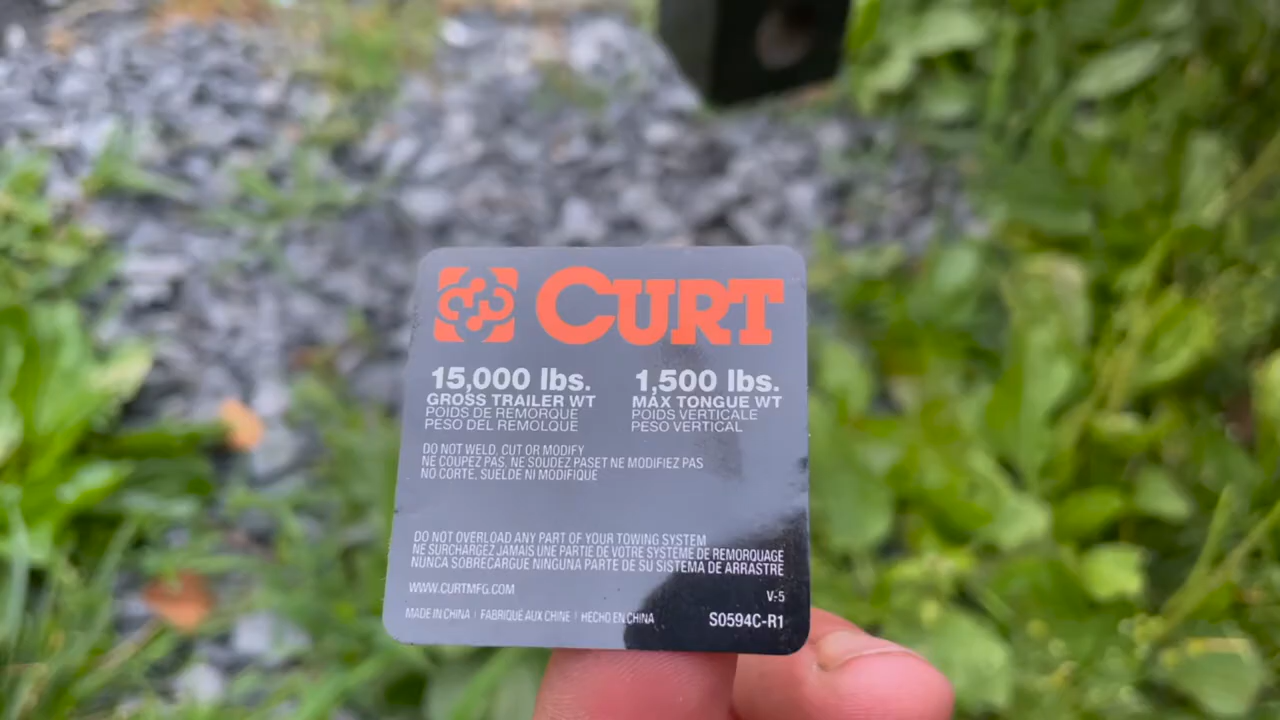 CURT
15,000 lbs. 1,500 lbs.
GROSS TRAILER WT MÁX TONGUE WT
POIDS DE REMORQUE POIDS VERTICALE
PESO DEL REMOLQUE PESO VERTICAL
DO NOT WELD, CUT OR MODIFY
NE COUPEZ PAS, NE SOUDEZ PASET NE MODIFIEZ PAS
NO CORTE, SUELDE NI MODIFIQUE
DO NOT OVERLOAD ANY PART OF YOUR TOWING SYSTEM
NE SURCHARGEZ JAMAIS UNE PARTIE DE VOTRE SYSTEME DE REMORQUAGE
NUNCA SOBRECARGUE NINGUNA PARTE DE SU SISTEMA DE ARRASTRE
WWW.CURTMFG.COM V-5
MADE IN CHINA | FABRIQUÉ AUX CHINE | HECHO EN CHINA S0594C-R1